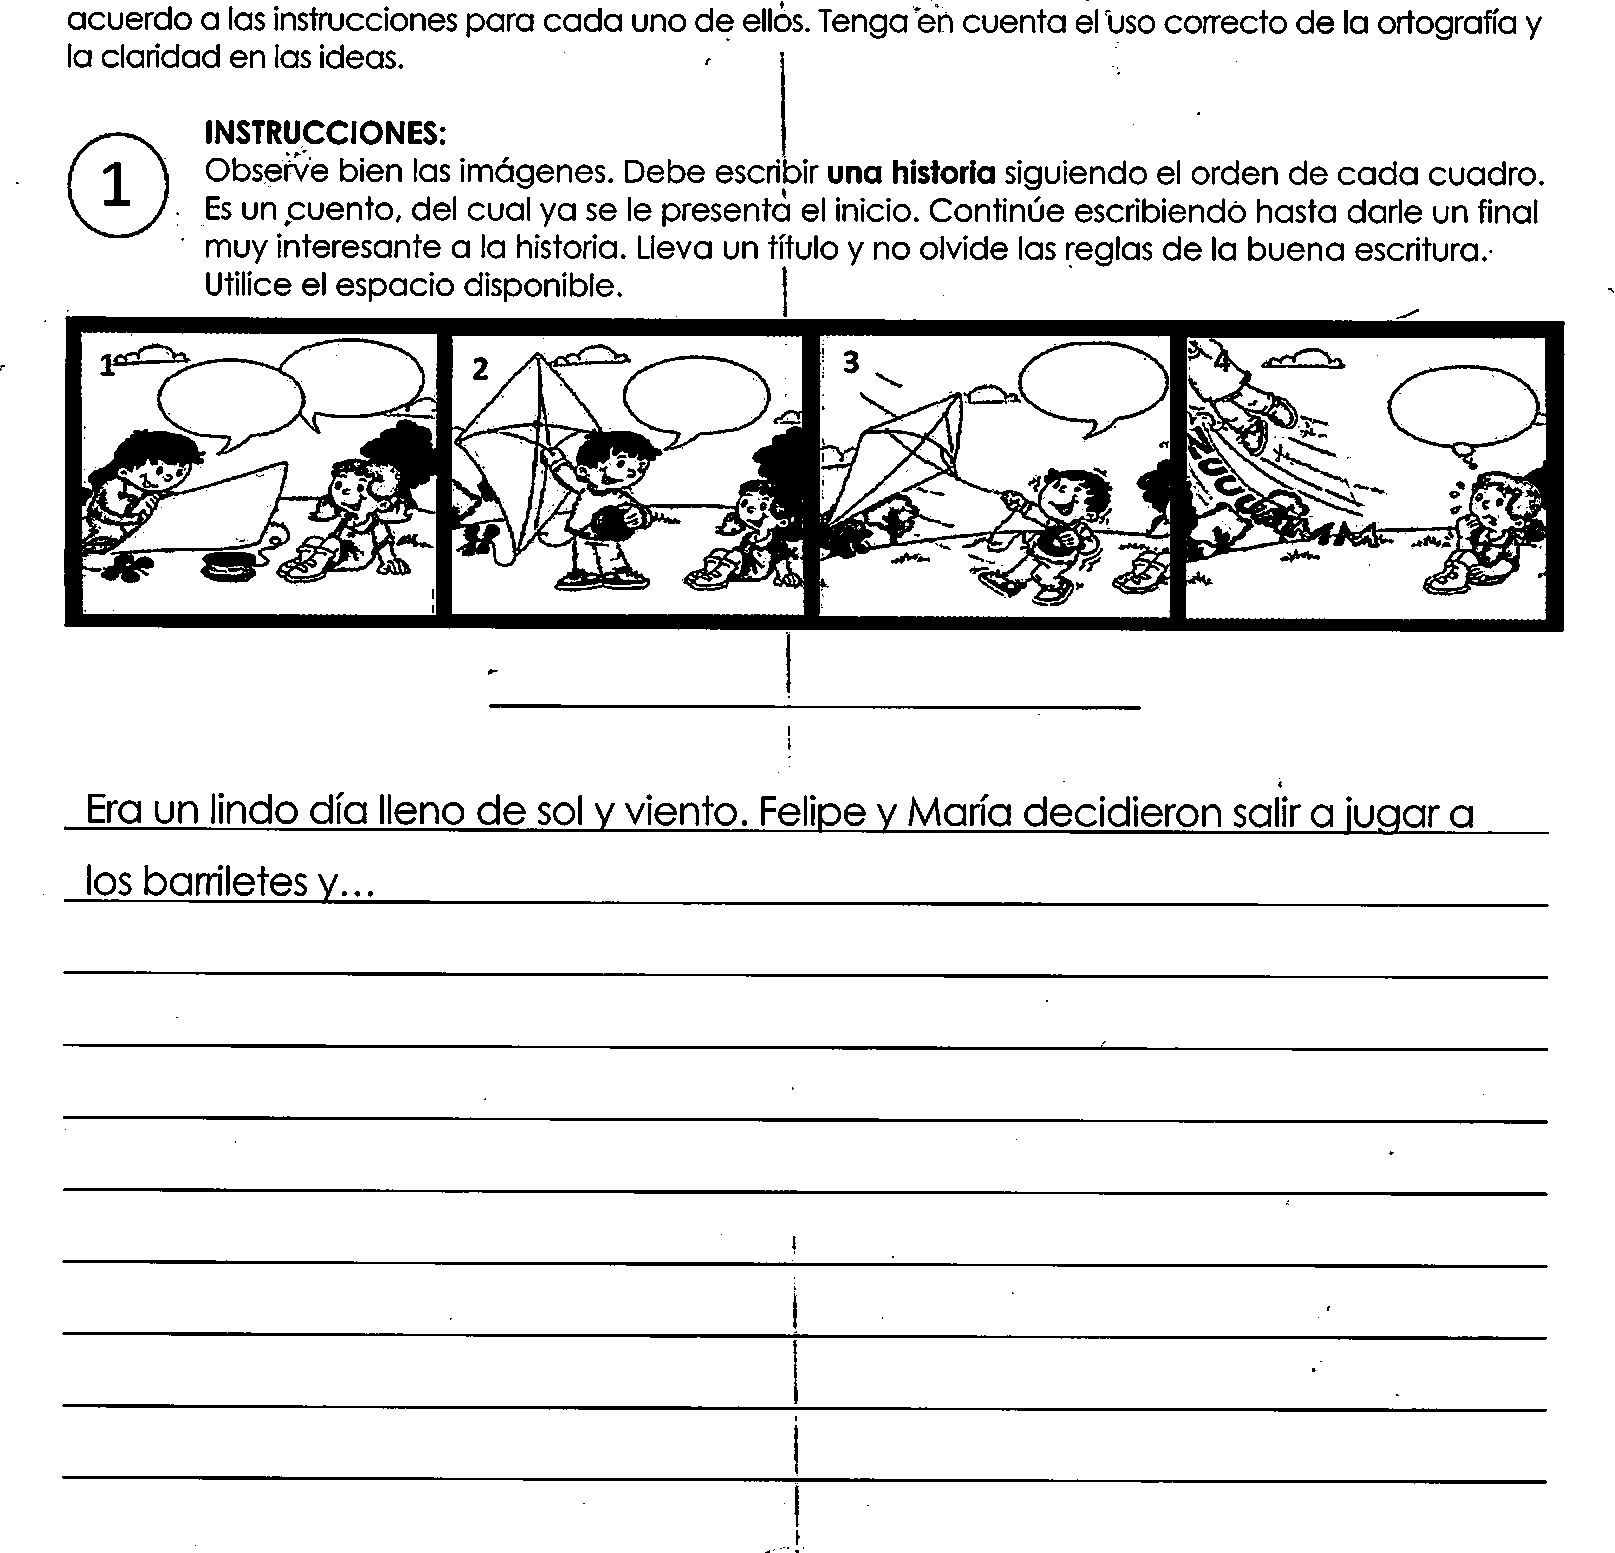 acuerdo a las instrucciones para cada uno de ellos. Tenga en cuenta el uso correcto de la ortografía y
la claridad en las ideas.
INSTRUCCIONES:
1
Observe bien las imágenes. Debe escribir una historia siguiendo el orden de cada cuadro.
Es un cuento, del cual ya se le presenta el inicio. Continúe escribiendo hasta darle un final
muy interesante a la historia. Lleva un título y no olvide las reglas de la buena escritura.
Utilice el espacio disponible.
1
2
3
4
ZUUUU
Era un lindo día lleno de sol y viento. Felipe y María decidieron salir a jugar a
los barriletes y...